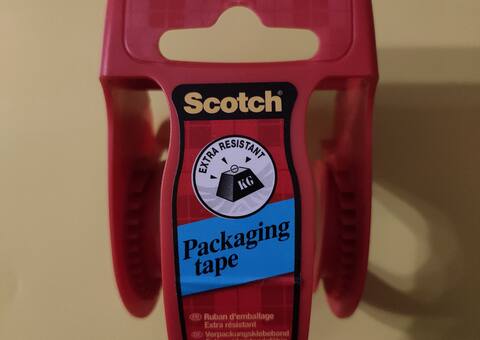 Scotch®
EXTRA RESISTANT
KG
Packaging
tape
Ruban d'emballage
Extra résistant
Verpackungsklebeband